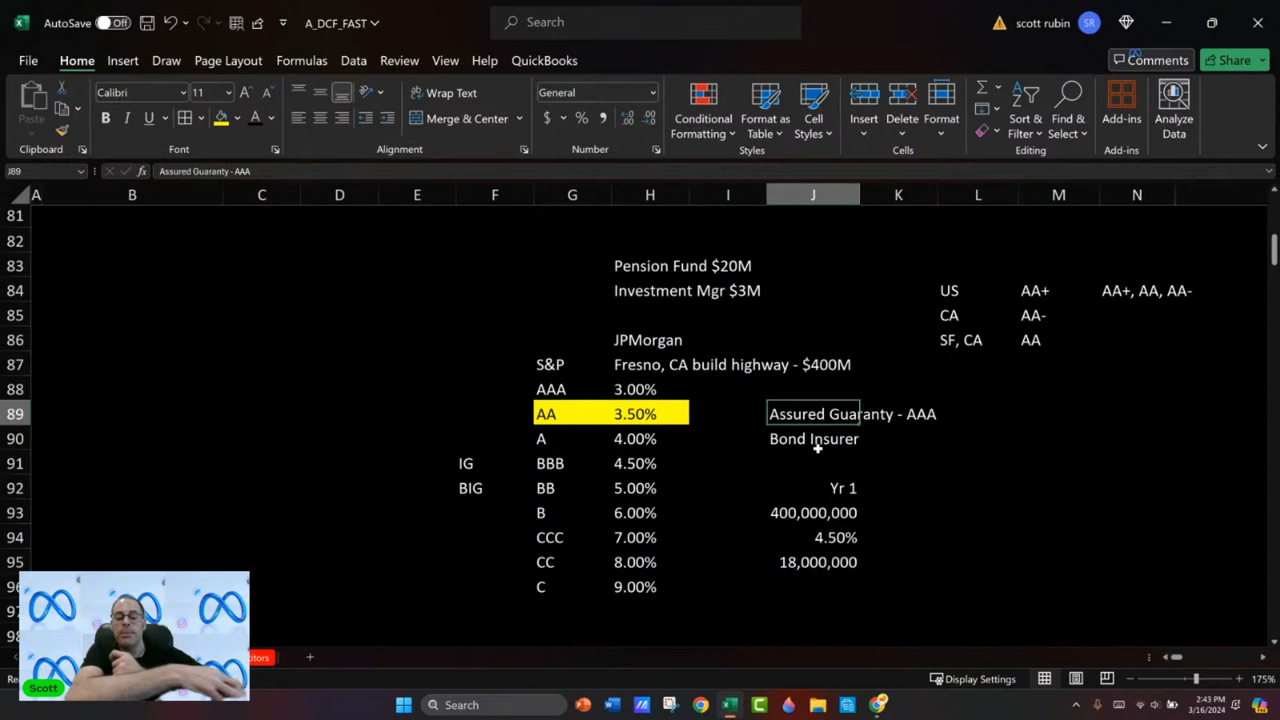 AutoSave Off A_DCF_FAST Search scott rubin SR
File Home Insert Draw Page Layout Formulas Data Review View Help QuickBooks Comments Share
Paste Calibri 11 Wrap Text General Conditional Formatting Format as Table Cell Styles Insert Delete Format Sort & Filter Find & Select Add-ins Analyze Data
Merge & Center
Clipboard Font Alignment Number Styles Cells Editing Add-ins
J89 fx Assured Guaranty - AAA
A B C D E F G H I J K L M N
81
82
83 Pension Fund $20M
84 Investment Mgr $3M US AA+ AA+, AA, AA-
85 CA AA-
86 JPMorgan SF, CA AA
87 S&P Fresno, CA build highway - $400M
88 AAA 3.00%
89 AA 3.50% Assured Guaranty - AAA
90 A 4.00% Bond Insurer
91 IG BBB 4.50%
92 BIG BB 5.00% Yr 1
93 B 6.00% 400,000,000
94 CCC 7.00% 4.50%
95 CC 8.00% 18,000,000
96 C 9.00%
97
98
Scott
Display Settings 175%
Search
2:43 PM
3/16/2024